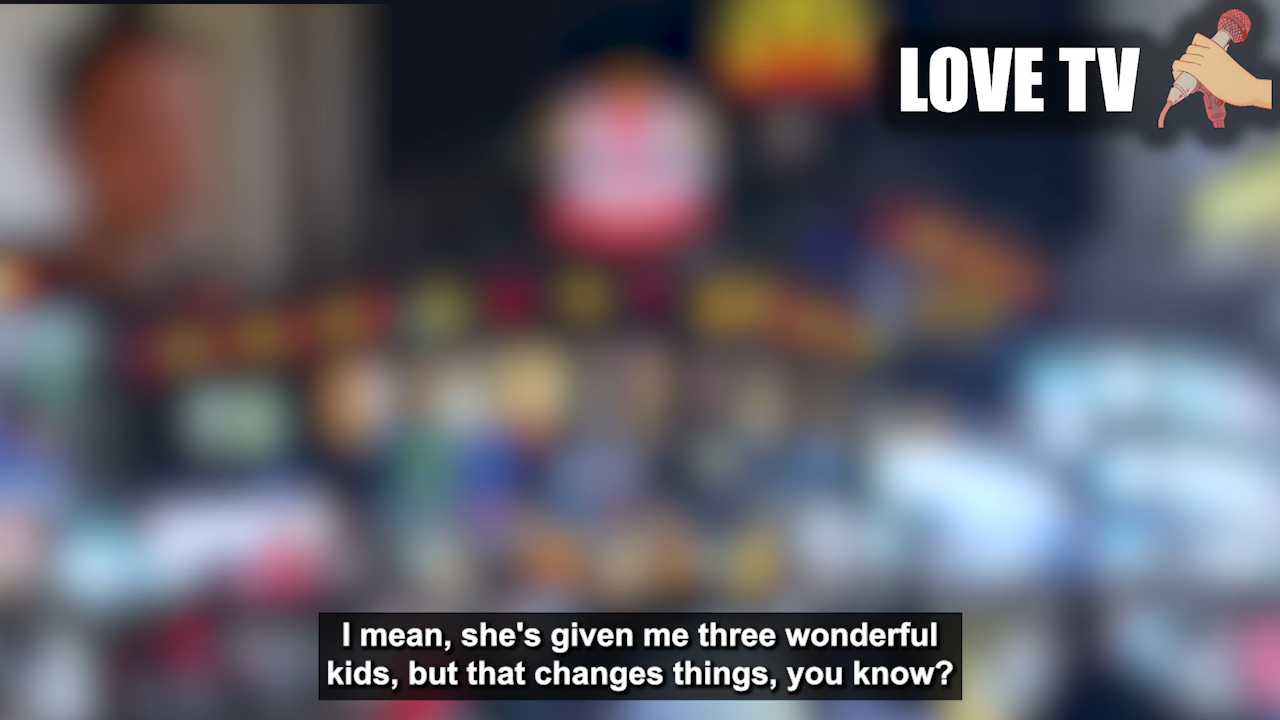 LOVE TV
I mean, she's given me three wonderful
kids, but that changes things, you know?